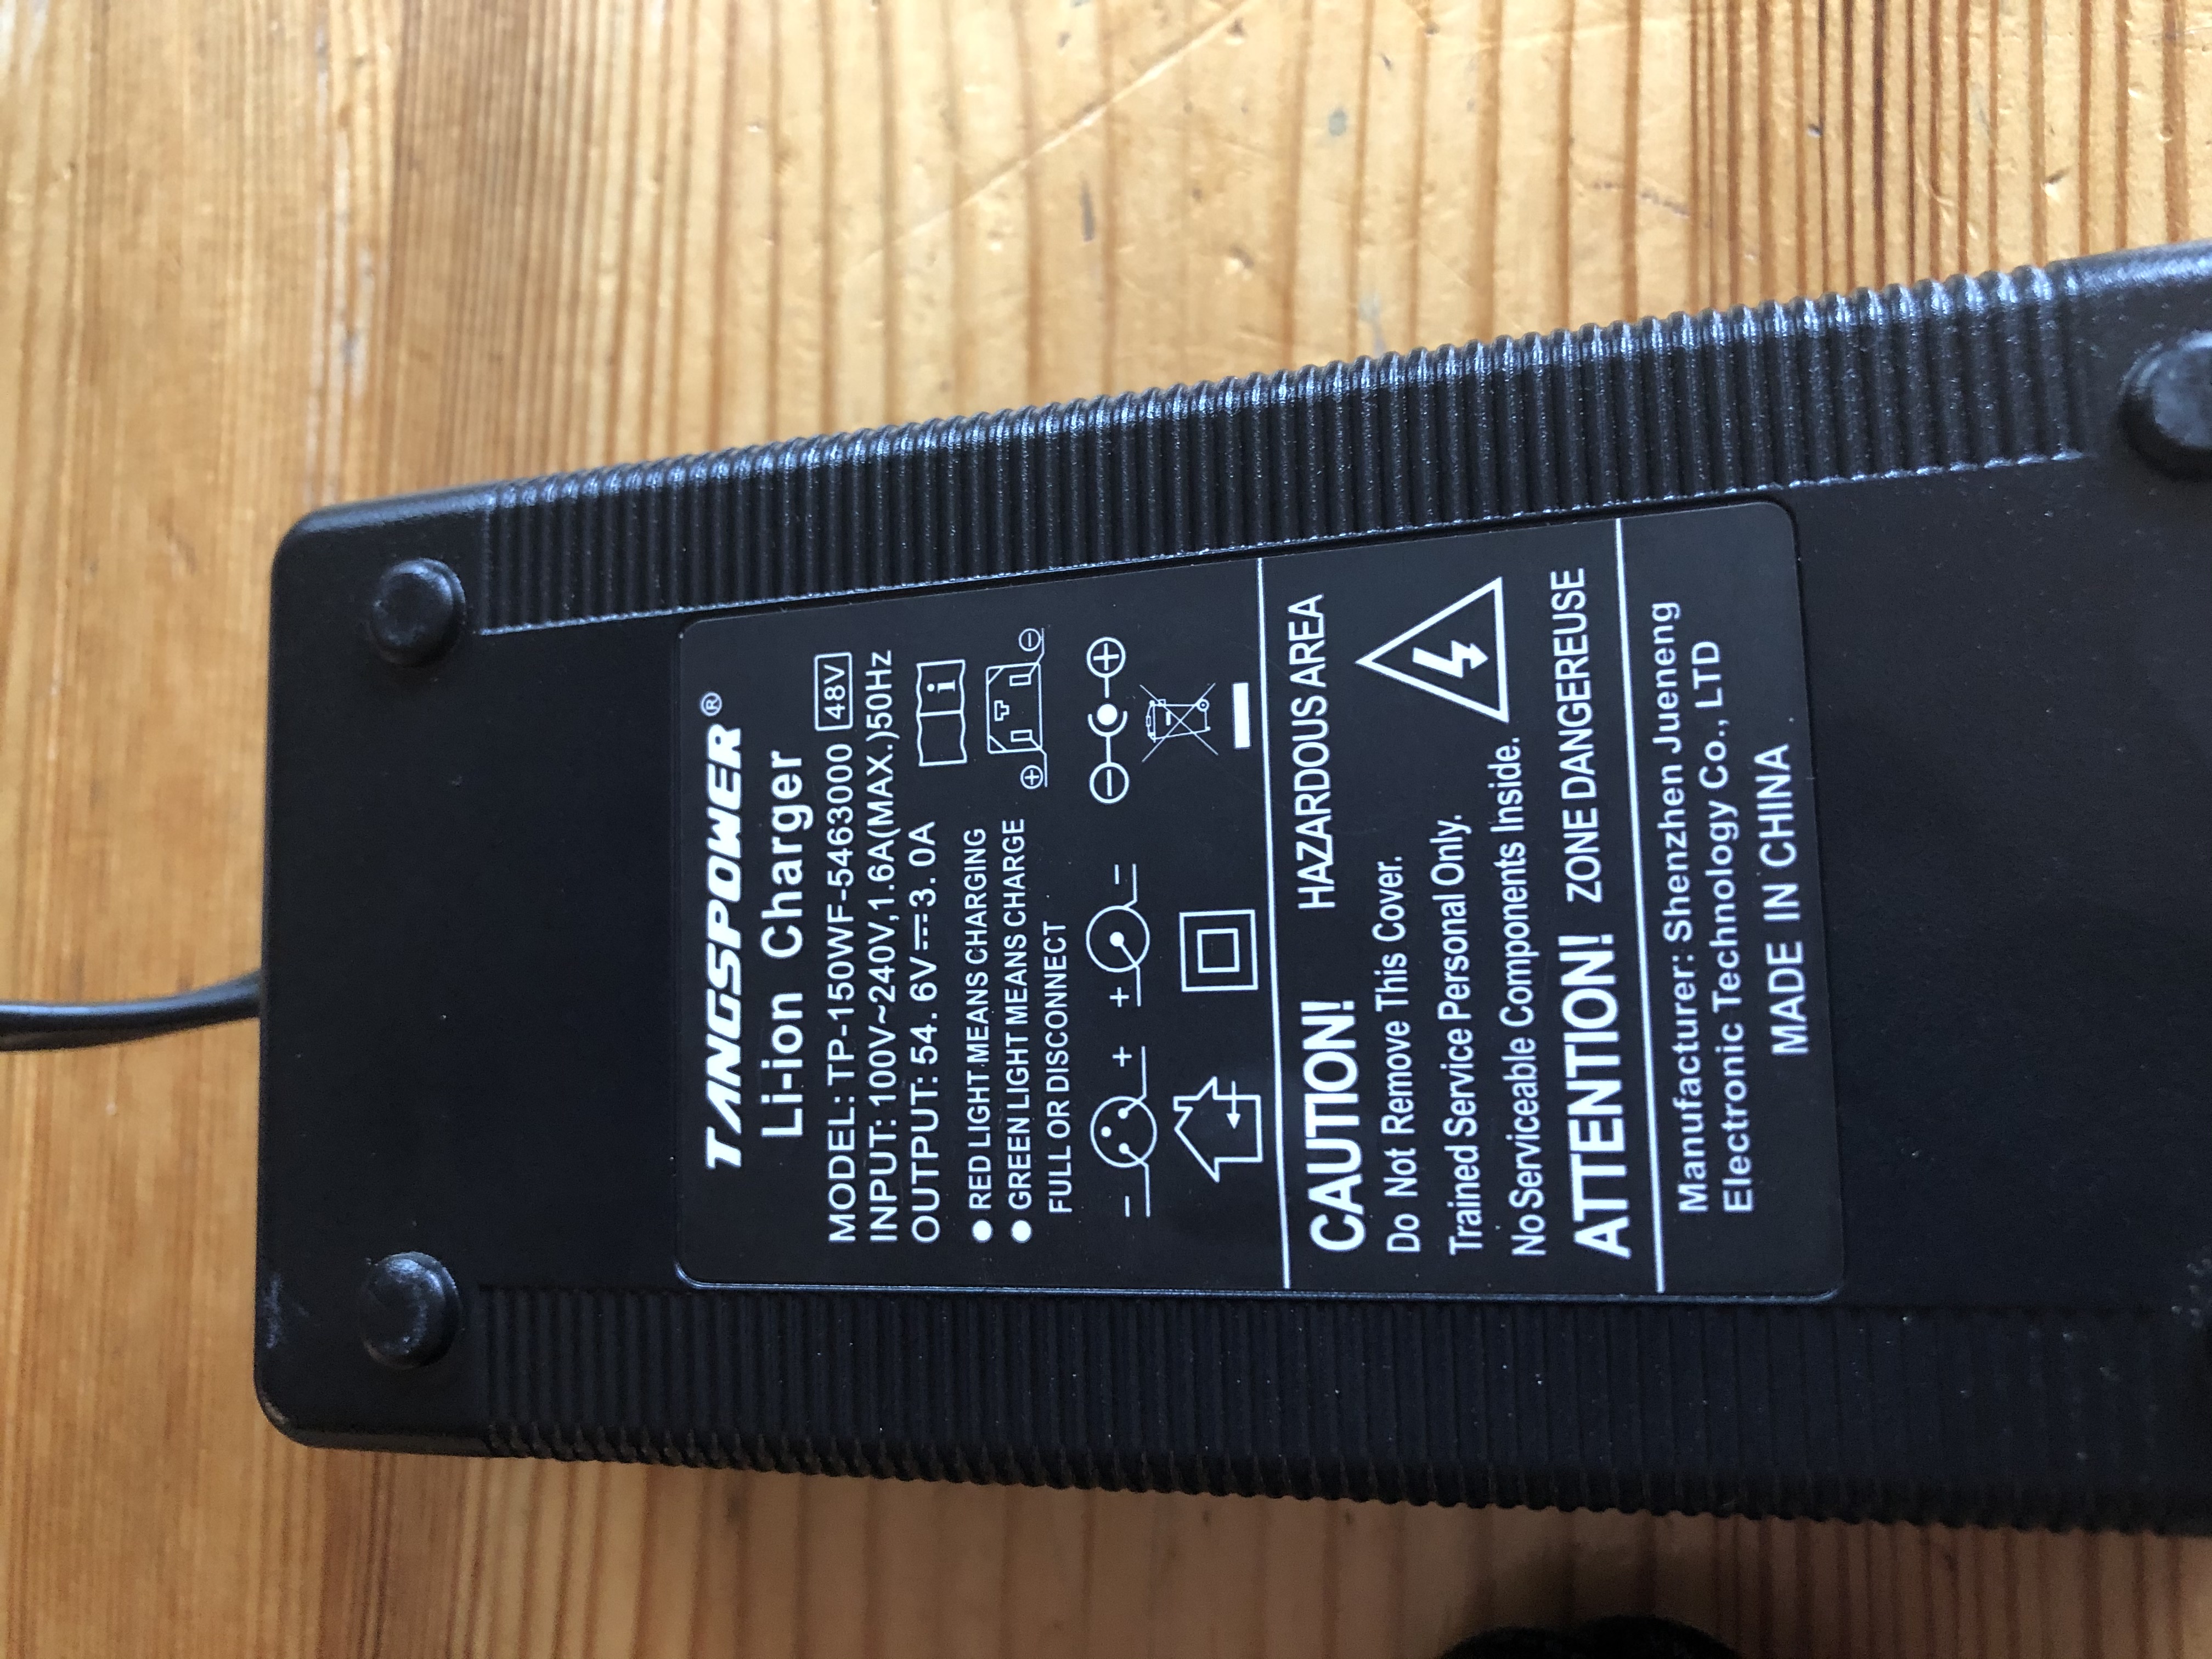 TANGSPOWER®
Li-ion Charger
MODEL: TP-150WF-5463000 48V
INPUT: 100V~240V,1.6A(MAX.)50Hz
OUTPUT: 54.6V⎓3.0A
● RED LIGHT MEANS CHARGING
● GREEN LIGHT MEANS CHARGE
FULL OR DISCONNECT
CAUTION! HAZARDOUS AREA
Do Not Remove This Cover.
Trained Service Personal Only.
No Serviceable Components Inside.
ATTENTION! ZONE DANGEREUSE
Manufacturer: Shenzhen Jueneng
Electronic Technology Co., LTD
MADE IN CHINA